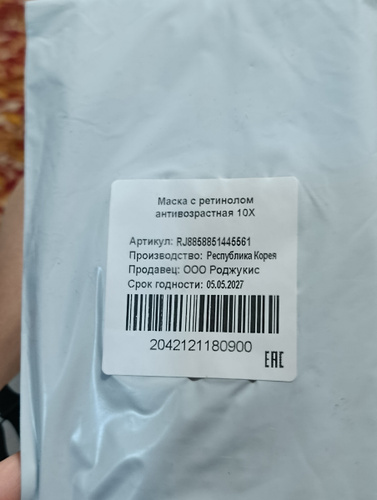 Маска с ретинолом
антивозрастная 10X
Артикул: RJ8858851445561
Производство: Республика Корея
Продавец: ООО Роджукис
Срок годности: 05.05.2027
2042121180900
EAC